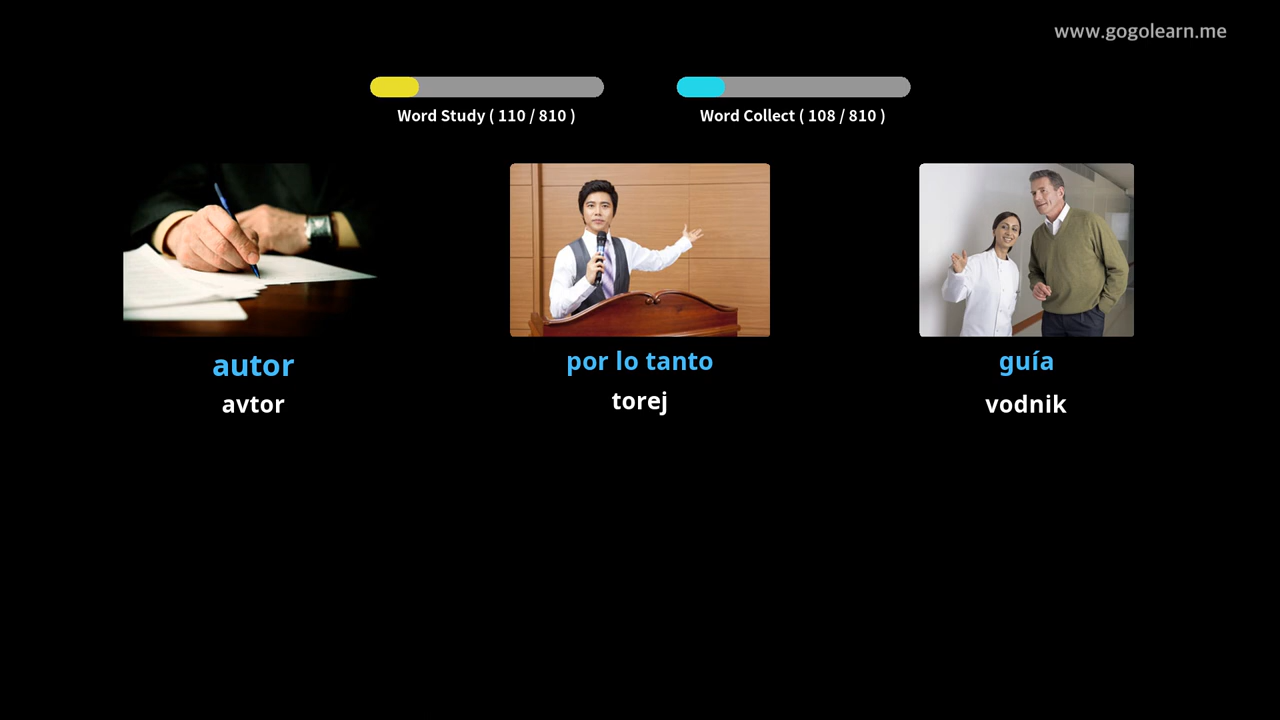 www.gogolearn.me
Word Study ( 110 / 810 )
Word Collect ( 108 / 810 )
autor
avtor
por lo tanto
torej
guía
vodnik